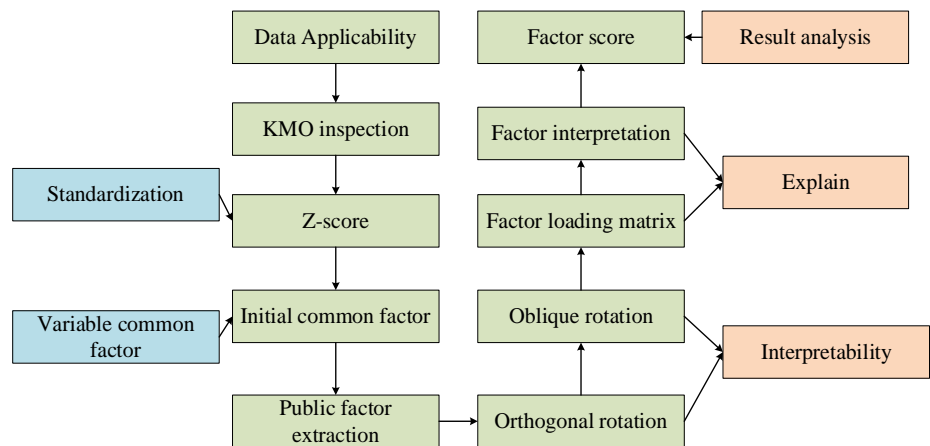 Data Applicability
Factor score
Result analysis
KMO inspection
Factor interpretation
Standardization
Explain
Z-score
Factor loading matrix
Variable common
factor
Initial common factor
Oblique rotation
Interpretability
Public factor
extraction
Orthogonal rotation